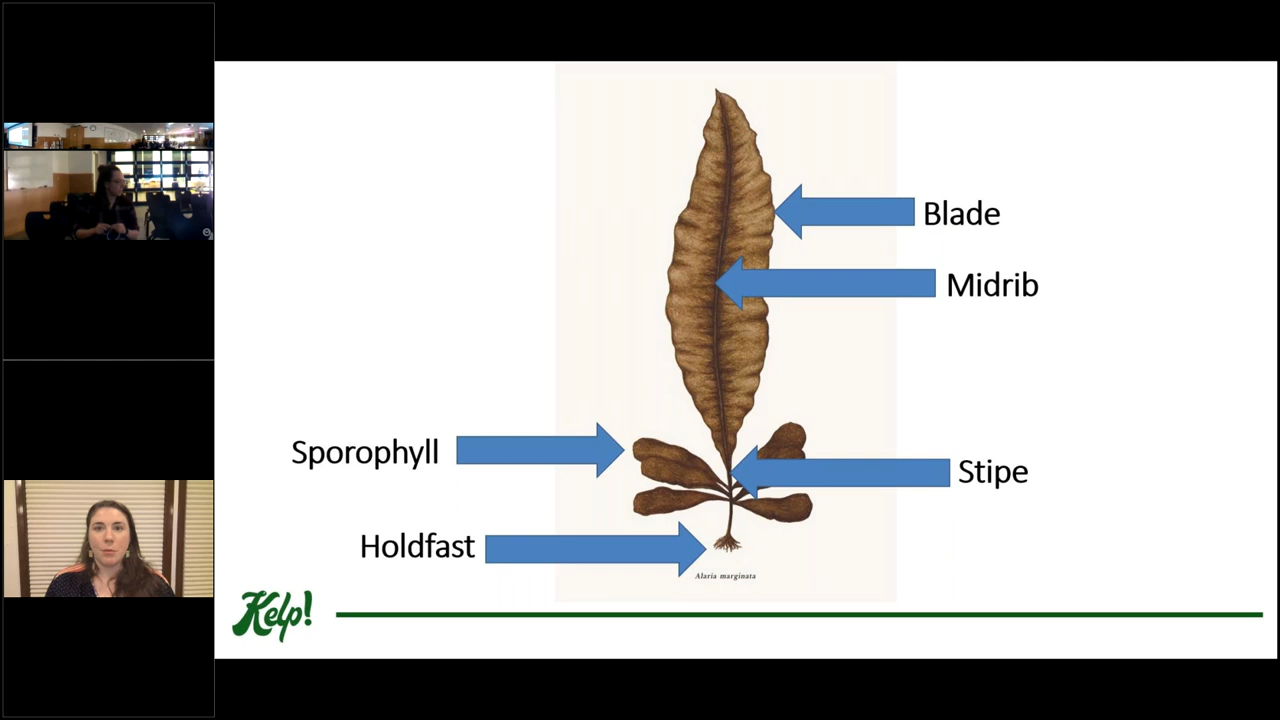 Blade
Midrib
Sporophyll
Stipe
Holdfast
Alaria marginata
Kelp!